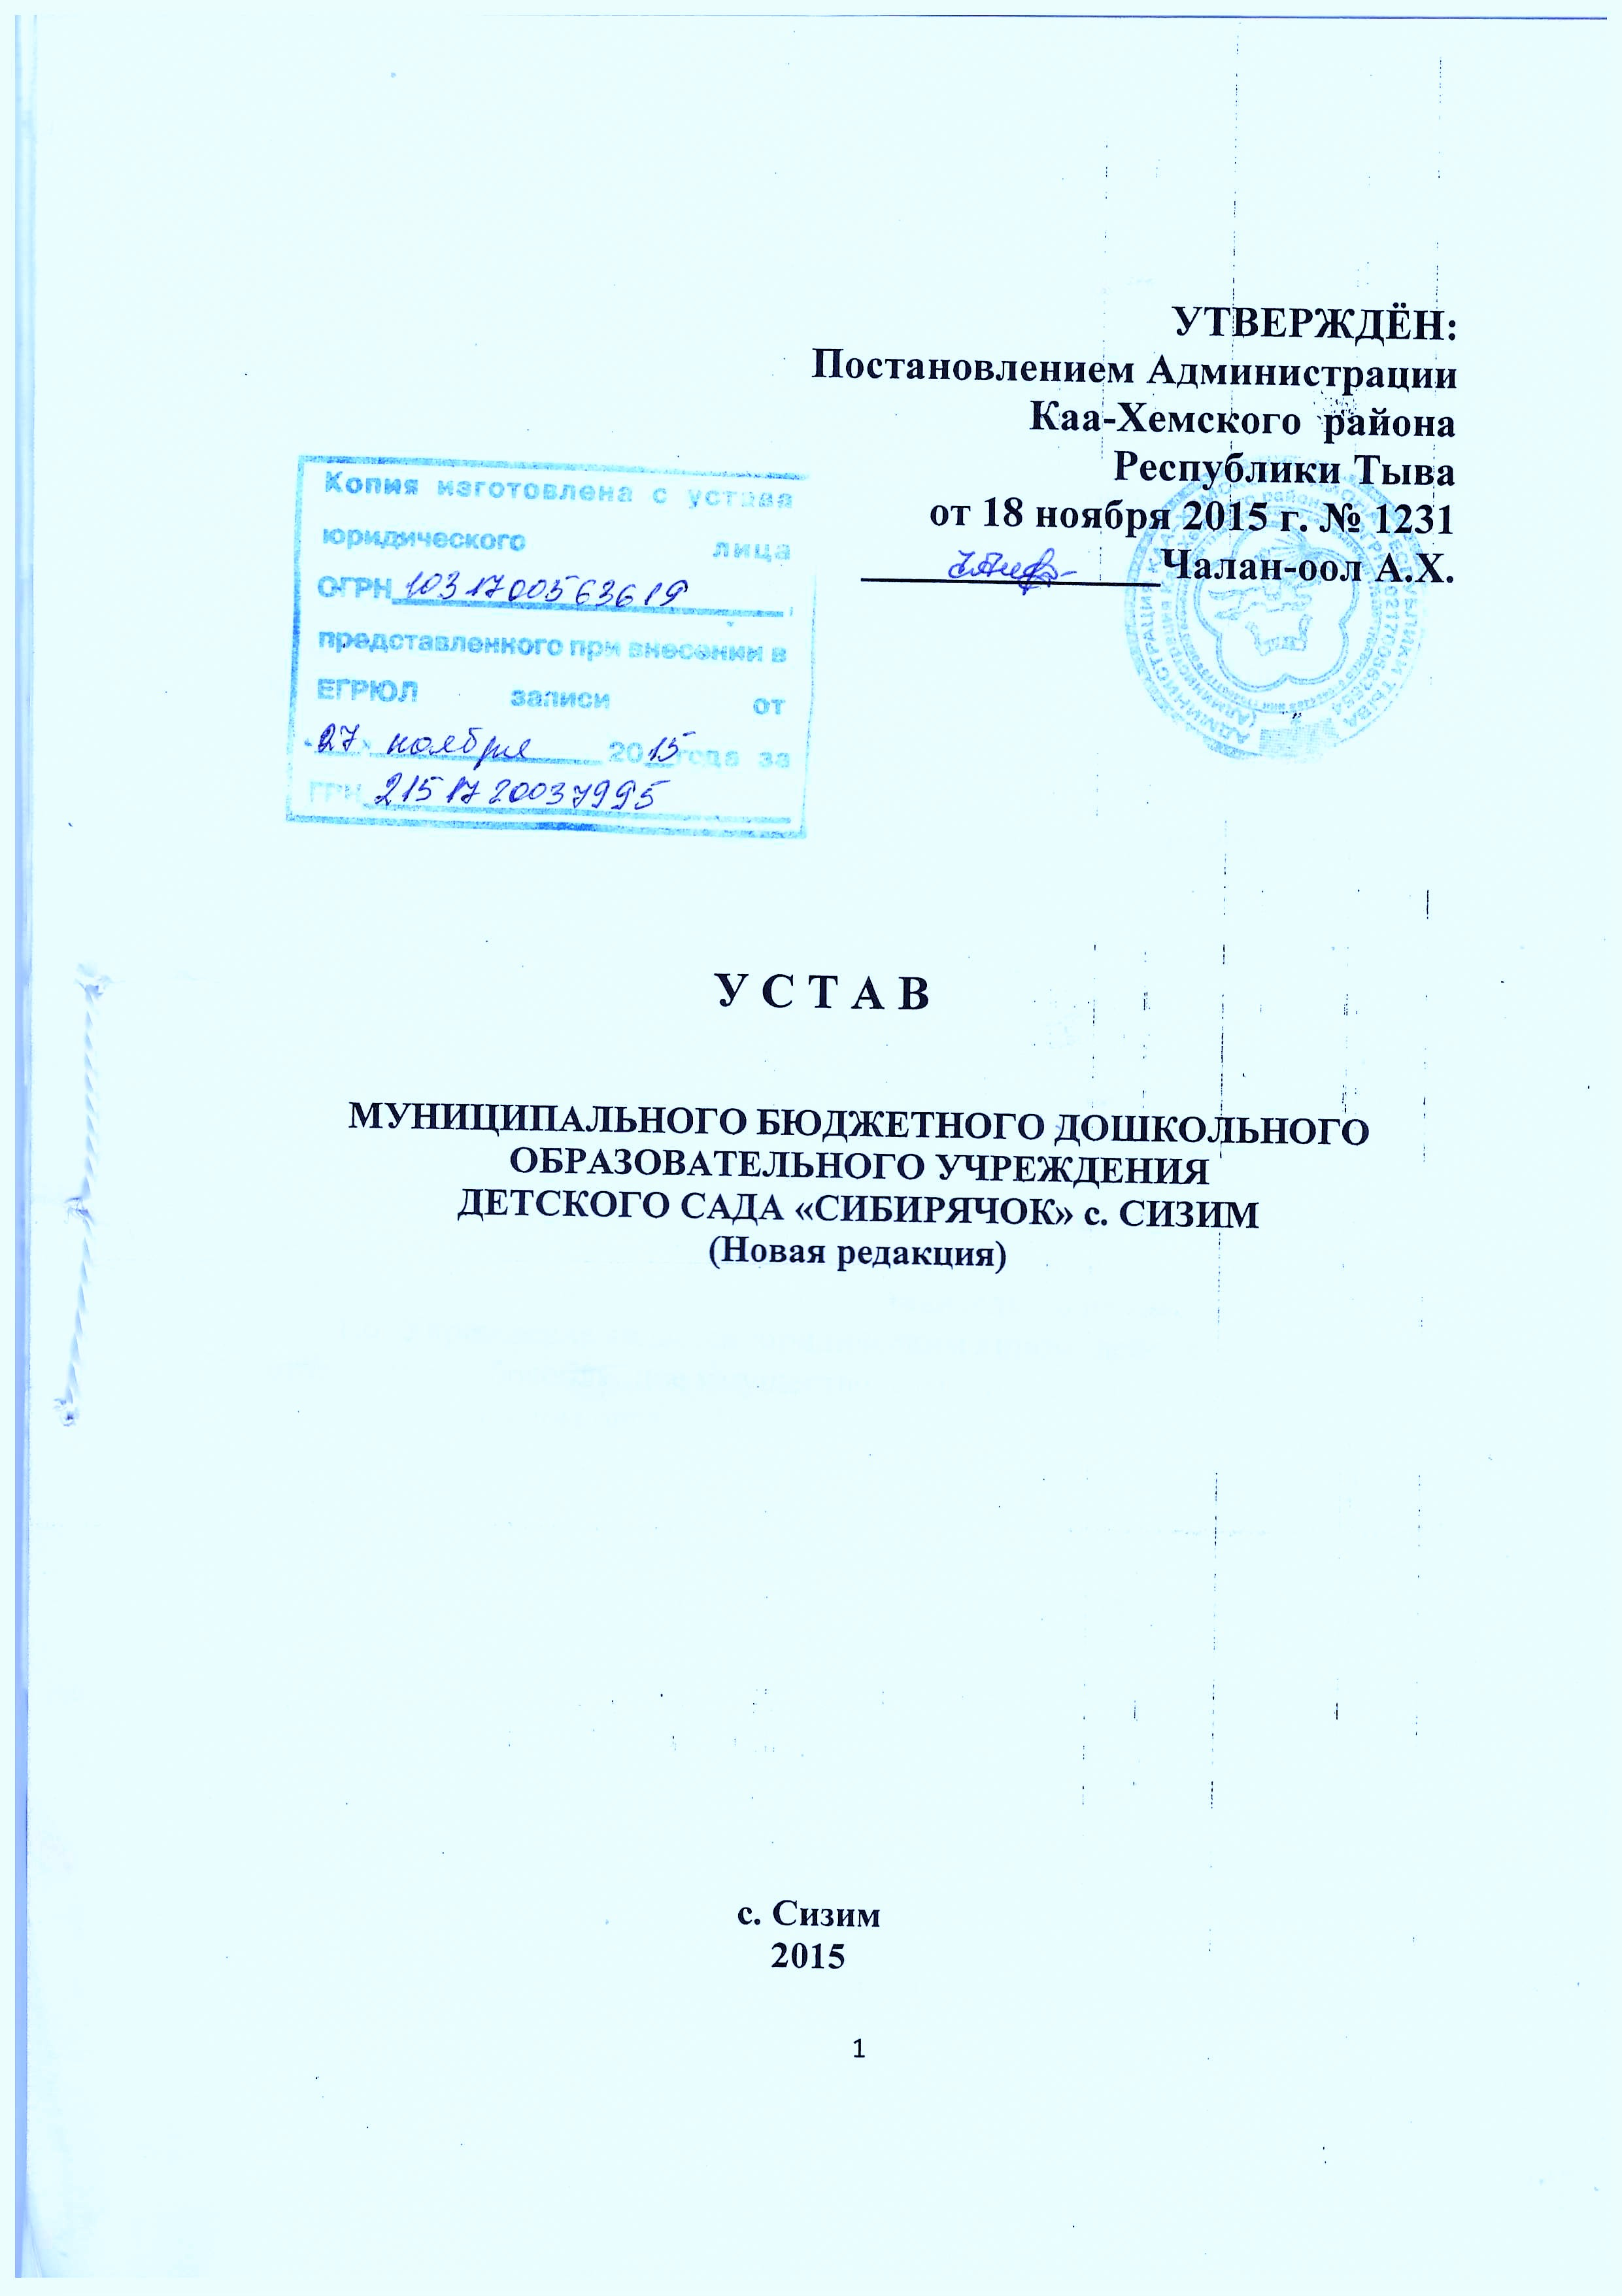 УТВЕРЖДЁН:
Постановлением Администрации
Каа-Хемского района
Республики Тыва
от 18 ноября 2015 г. № 1231
Чалан-оол А.Х.
Копия изготовлена с устава
юридического лица
ОГРН 1031700563619,
представленного при внесении в
ЕГРЮЛ записи от
«27» ноября 2015 года за
ГРН 2151720037995
У С Т А В
МУНИЦИПАЛЬНОГО БЮДЖЕТНОГО ДОШКОЛЬНОГО
ОБРАЗОВАТЕЛЬНОГО УЧРЕЖДЕНИЯ
ДЕТСКОГО САДА «СИБИРЯЧОК» с. СИЗИМ
(Новая редакция)
с. Сизим
2015
1